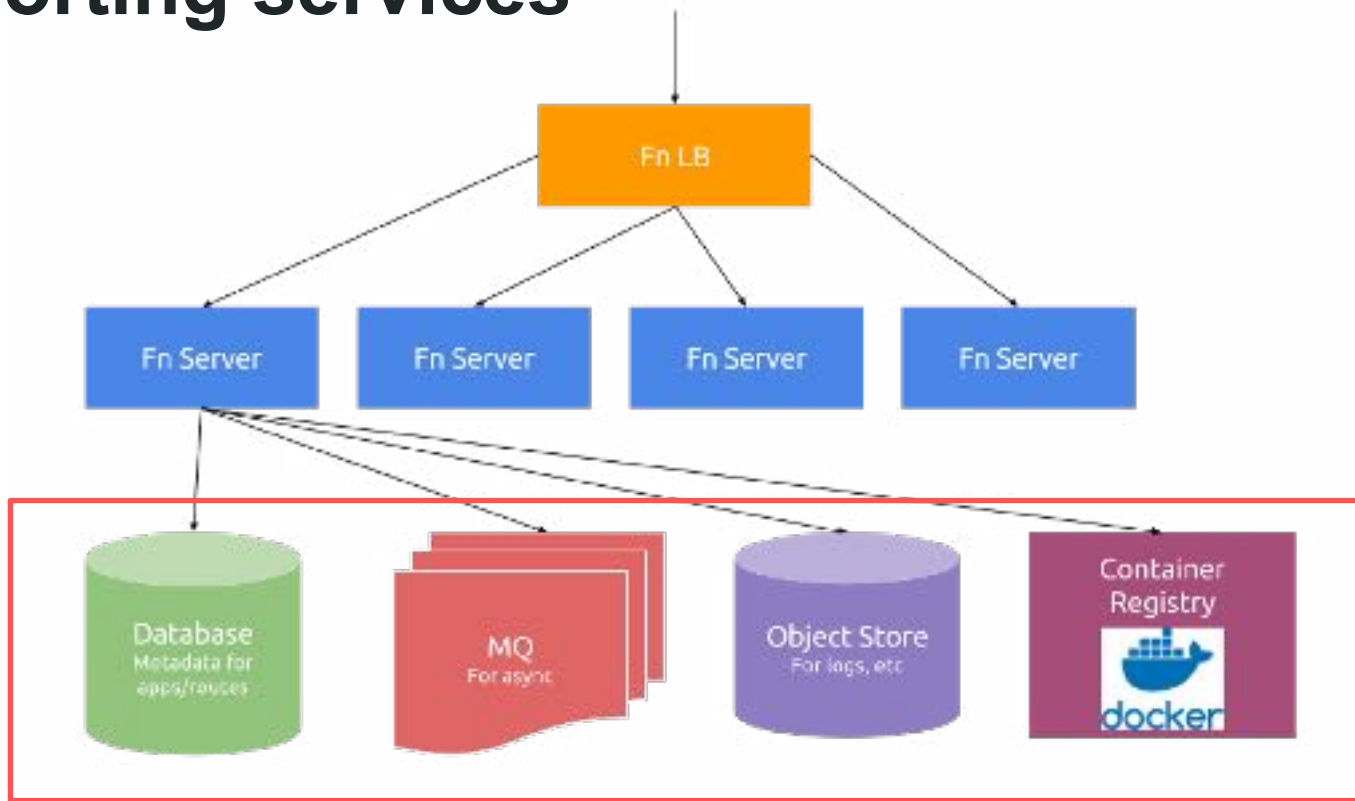 orting services
Fn LB
Fn Server
Fn Server
Fn Server
Fn Server
Database
Metadata for
apps/routes
MQ
For async
Object Store
For logs, etc
Container
Registry
docker